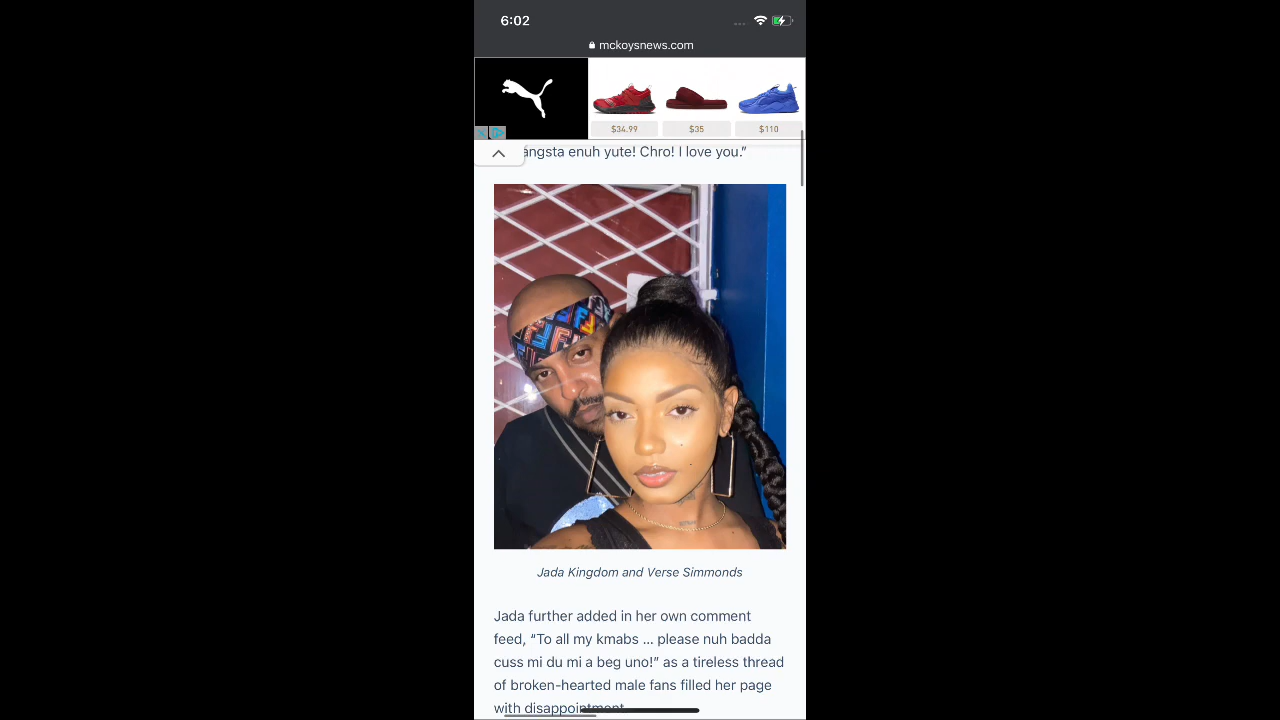 6:02
mckoysnews.com
$34.99 $35 $110
angsta enuh yute! Chro! I love you.”
Jada Kingdom and Verse Simmonds
Jada further added in her own comment
feed, “To all my kmabs ... please nuh badda
cuss mi du mi a beg uno!” as a tireless thread
of broken-hearted male fans filled her page
with disappointment